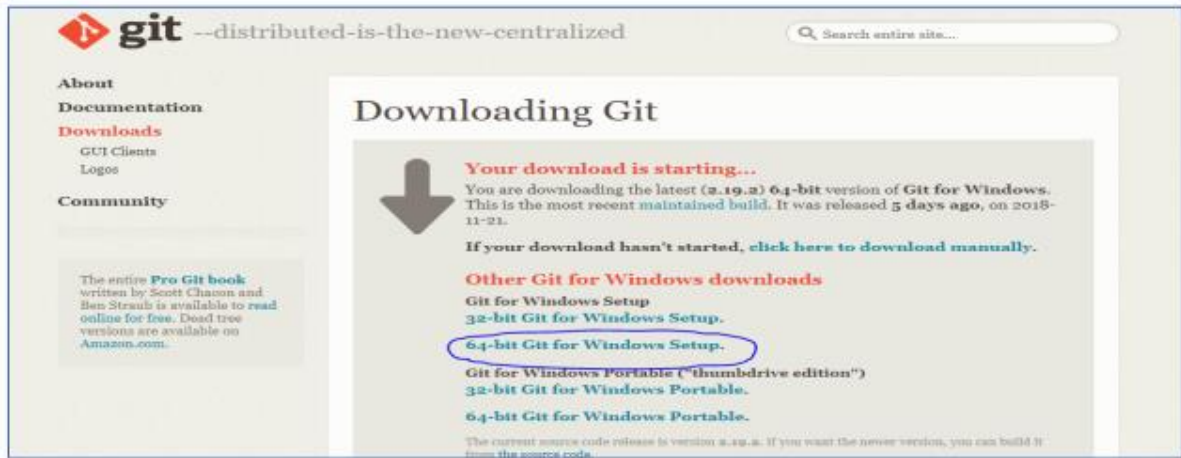 git --distributed-is-the-new-centralized
Search entire site...
About
Documentation
Downloads
GUI Clients
Logos
Community
The entire Pro Git book
written by Scott Chacon and
Ben Straub is available to read
online for free. Dead tree
versions are available on
Amazon.com.
Downloading Git
Your download is starting...
You are downloading the latest (2.19.2) 64-bit version of Git for Windows.
This is the most recent maintained build. It was released 5 days ago, on 2018-
11-21.
If your download hasn't started, click here to download manually.
Other Git for Windows downloads
Git for Windows Setup
32-bit Git for Windows Setup.
64-bit Git for Windows Setup.
Git for Windows Portable ("thumbdrive edition")
32-bit Git for Windows Portable.
64-bit Git for Windows Portable.
The current source code release is version 2.19.2. If you want the newer version, you can build it
from the source code.